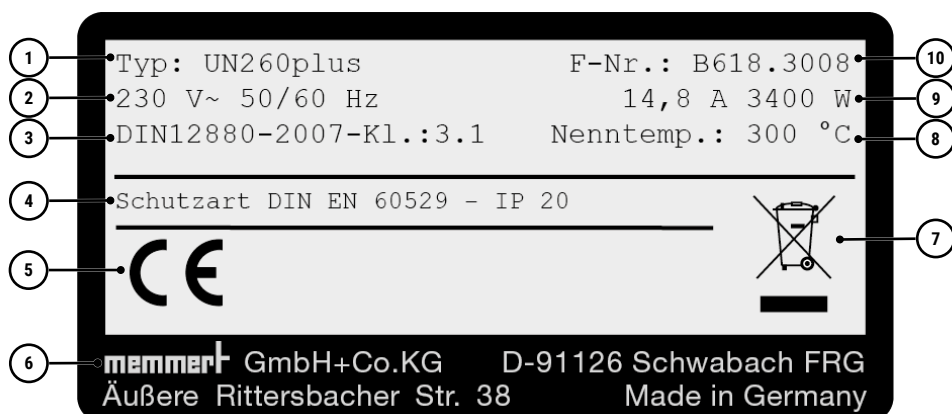 1 Typ: UN260plus F-Nr.: B618.3008 10
2 230 V~ 50/60 Hz 14,8 A 3400 W 9
3 DIN12880-2007-Kl.:3.1 Nenntemp.: 300 °C 8
4 Schutzart DIN EN 60529 – IP 20
5 CE 7
6 memmert GmbH+Co.KG D-91126 Schwabach FRG
Äußere Rittersbacher Str. 38 Made in Germany